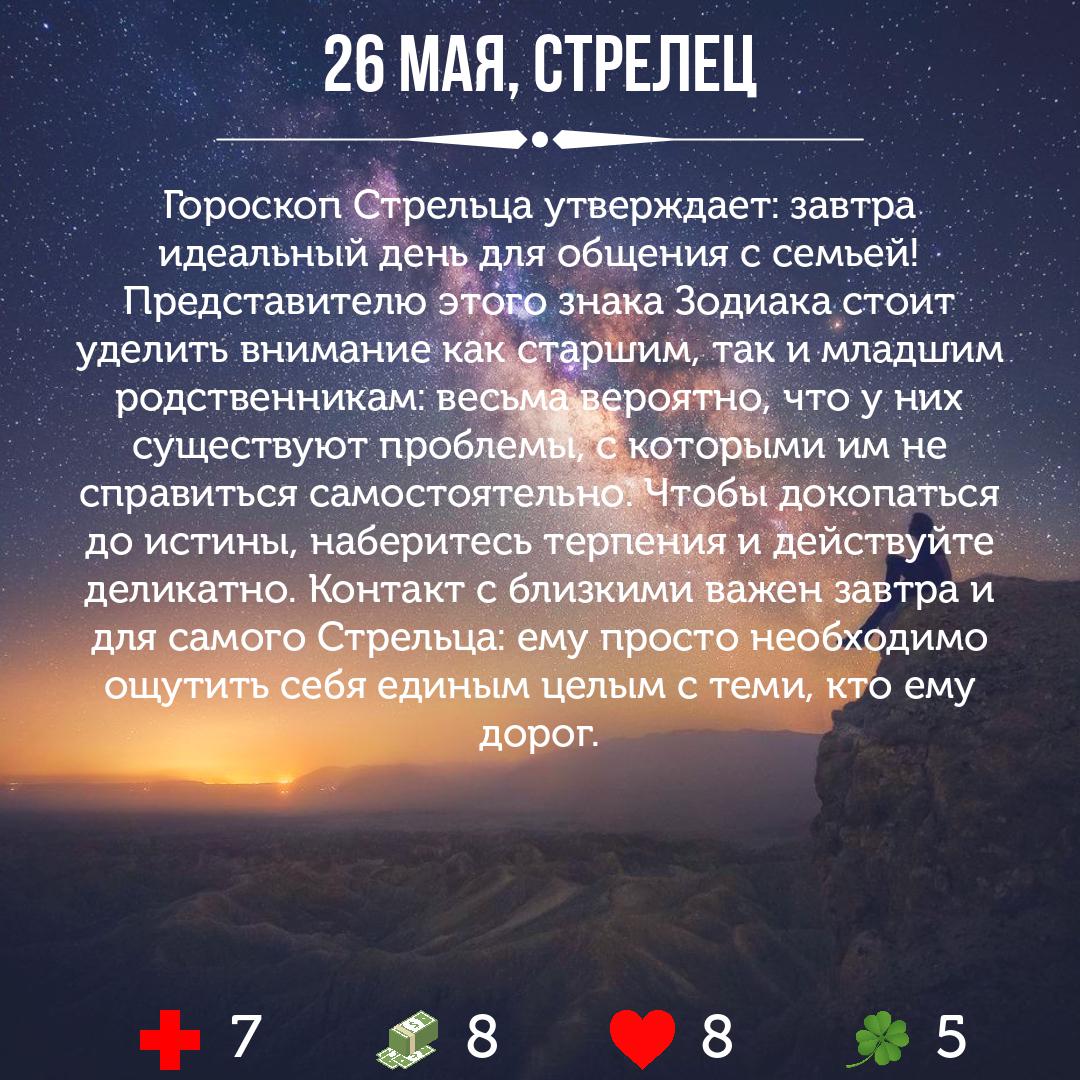 26 МАЯ, СТРЕЛЕЦ
Гороскоп Стрельца утверждает: завтра
идеальный день для общения с семьей!
Представителю этого знака Зодиака стоит
уделить внимание как старшим, так и младшим
родственникам: весьма вероятно, что у них
существуют проблемы, с которыми им не
справиться самостоятельно. Чтобы докопаться
до истины, наберитесь терпения и действуйте
деликатно. Контакт с близкими важен завтра и
для самого Стрельца: ему просто необходимо
ощутить себя единым целым с теми, кто ему
дорог.
7 8 8 5